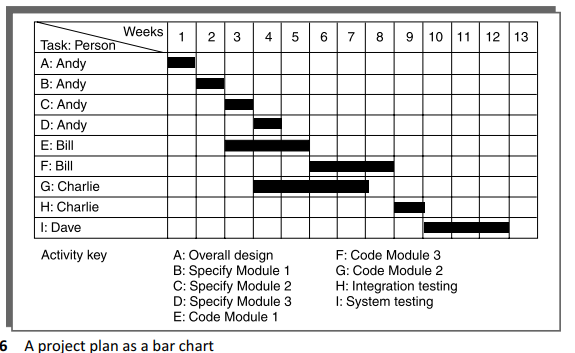 Weeks 1 2 3 4 5 6 7 8 9 10 11 12 13
Task: Person
A: Andy
B: Andy
C: Andy
D: Andy
E: Bill
F: Bill
G: Charlie
H: Charlie
I: Dave
Activity key
A: Overall design
B: Specify Module 1
C: Specify Module 2
D: Specify Module 3
E: Code Module 1
F: Code Module 3
G: Code Module 2
H: Integration testing
I: System testing
6 A project plan as a bar chart